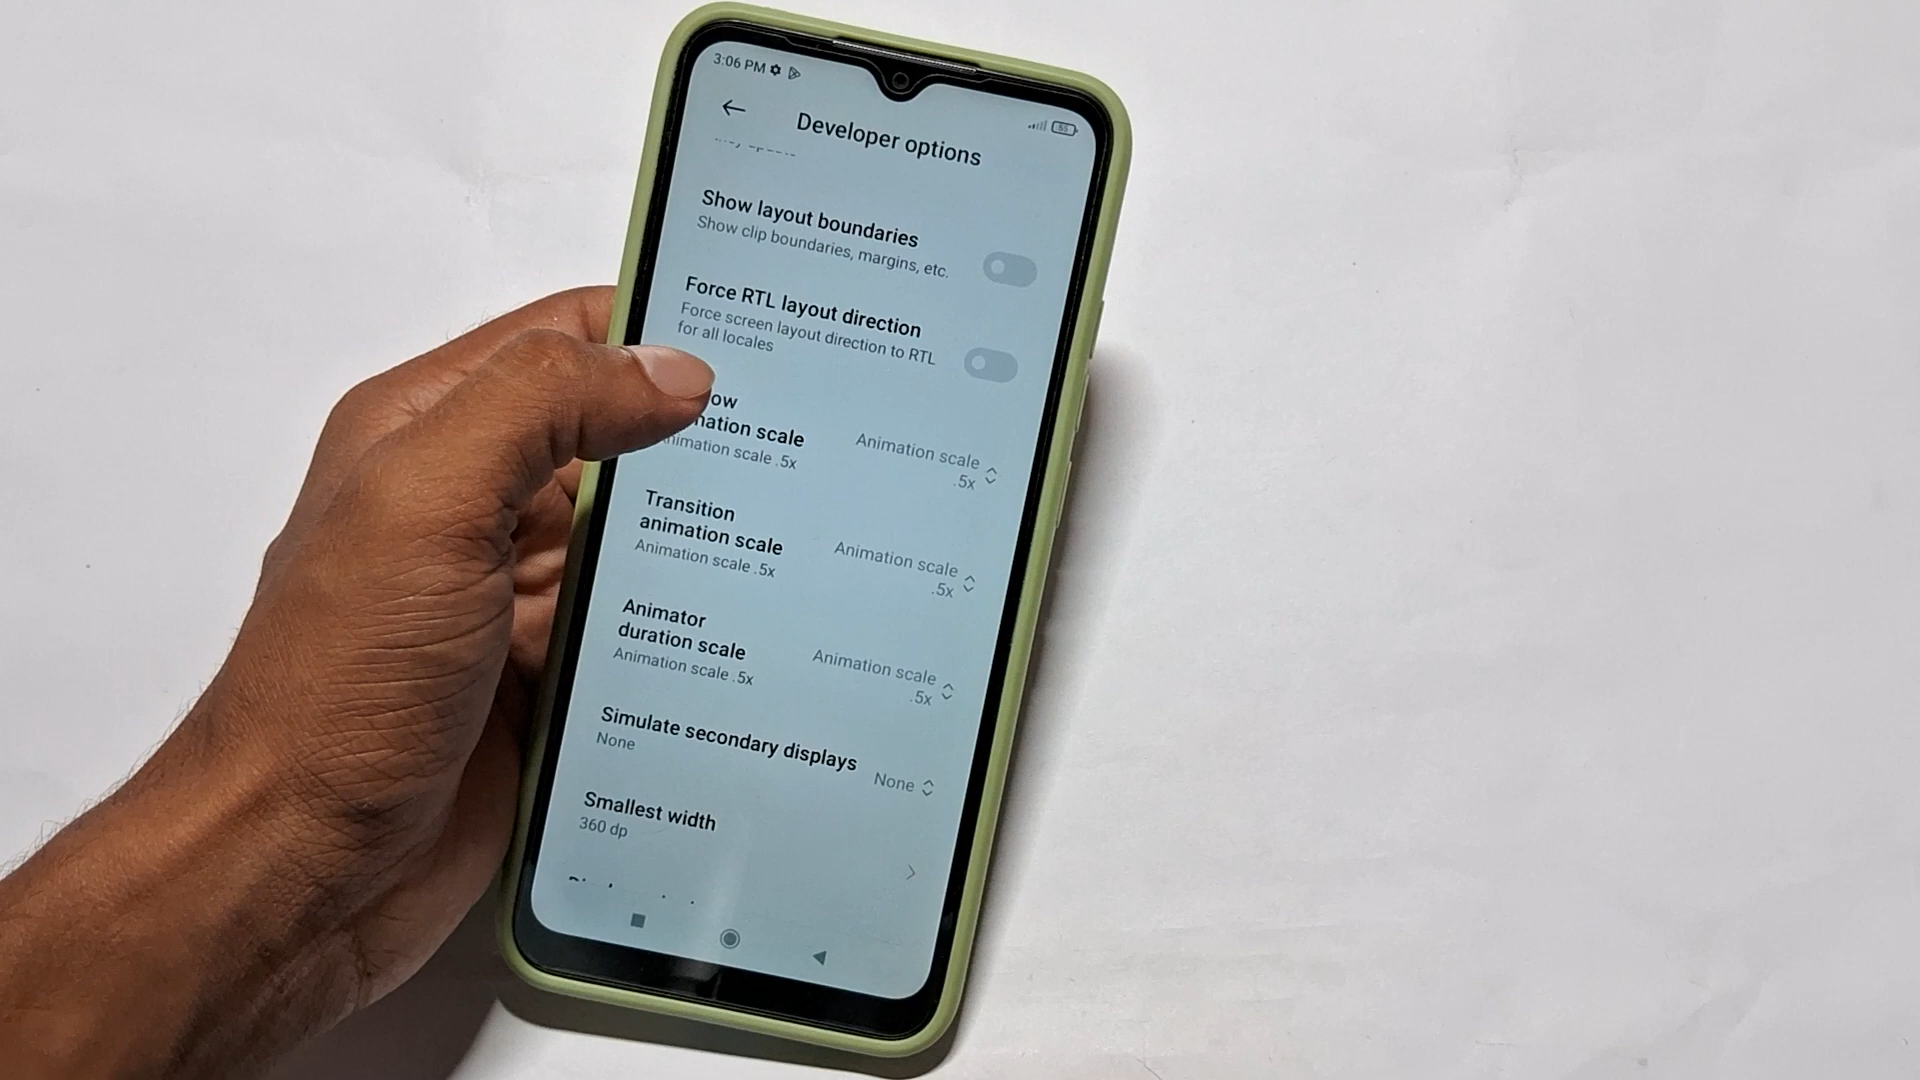 3:06 PM
55
Developer options
Show layout boundaries
Show clip boundaries, margins, etc.
Force RTL layout direction
Force screen layout direction to RTL
for all locales
animation scale
Animation scale .5x
Animation scale
.5x
Transition
animation scale
Animation scale .5x
Animation scale
.5x
Animator
duration scale
Animation scale .5x
Animation scale
.5x
Simulate secondary displays
None
None
Smallest width
360 dp